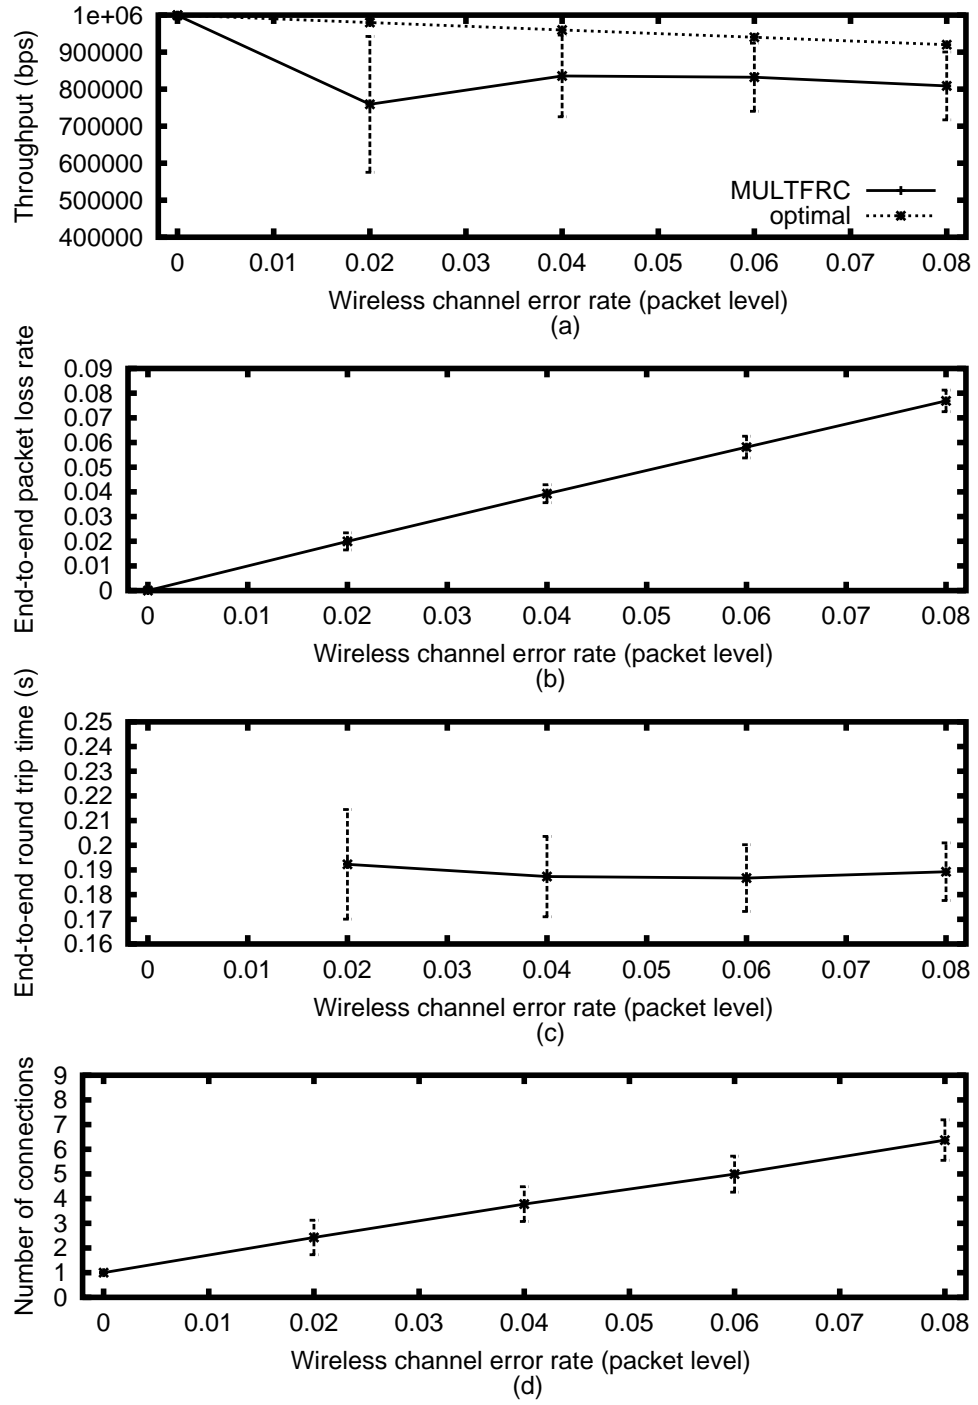 Throughput (bps)
1e+06
900000
800000
700000
600000
500000
400000
MULTFRC
optimal
0 0.01 0.02 0.03 0.04 0.05 0.06 0.07 0.08
Wireless channel error rate (packet level)
(a)
End-to-end packet loss rate
0.09
0.08
0.07
0.06
0.05
0.04
0.03
0.02
0.01
0
0 0.01 0.02 0.03 0.04 0.05 0.06 0.07 0.08
Wireless channel error rate (packet level)
(b)
End-to-end round trip time (s)
0.25
0.24
0.23
0.22
0.21
0.2
0.19
0.18
0.17
0.16
0 0.01 0.02 0.03 0.04 0.05 0.06 0.07 0.08
Wireless channel error rate (packet level)
(c)
Number of connections
9
8
7
6
5
4
3
2
1
0
0 0.01 0.02 0.03 0.04 0.05 0.06 0.07 0.08
Wireless channel error rate (packet level)
(d)